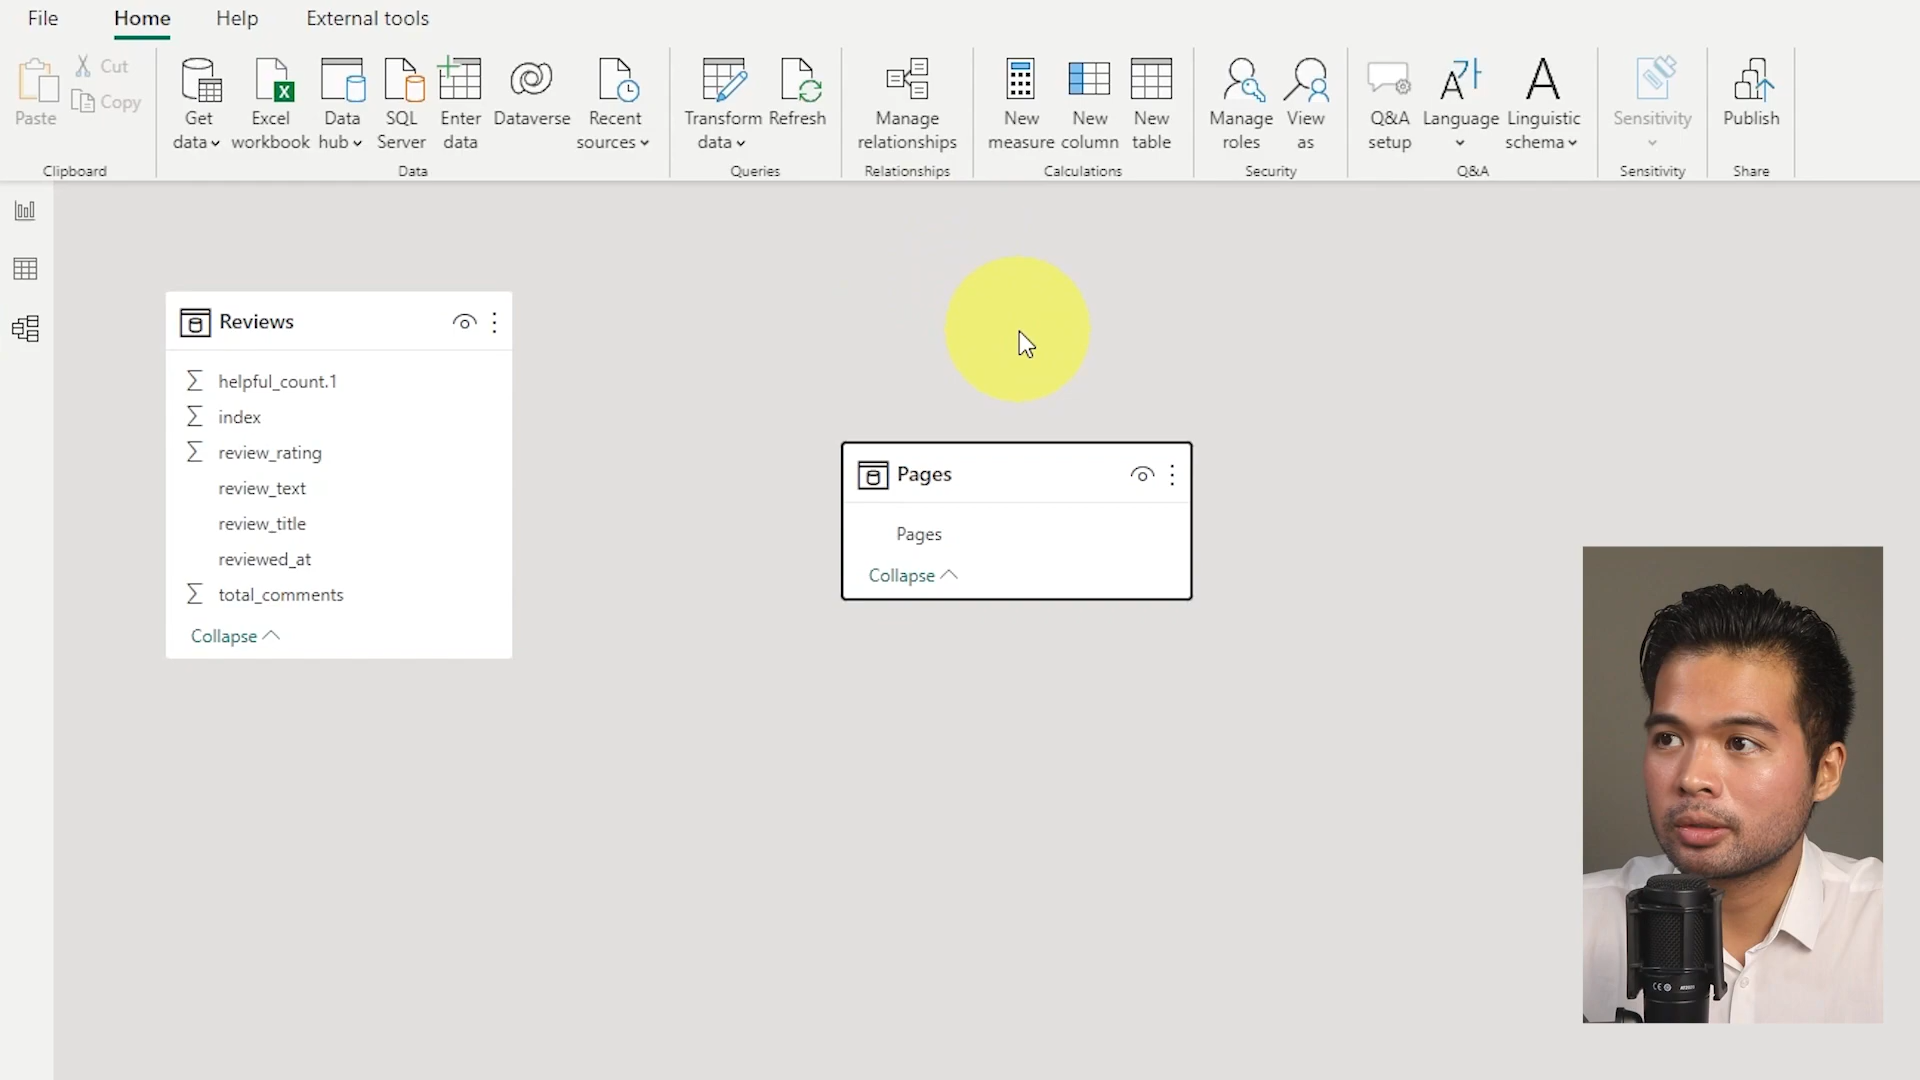 File Home Help External tools
Paste
Cut
Copy
Clipboard
Get data
Excel workbook
Data hub
SQL Server
Enter data
Dataverse
Recent sources
Data
Transform data
Refresh
Queries
Manage relationships
Relationships
New measure
New column
New table
Calculations
Manage roles
View as
Security
Q&A setup
Language
Linguistic schema
Q&A
Sensitivity
Sensitivity
Publish
Share
Reviews
helpful_count.1
index
review_rating
review_text
review_title
reviewed_at
total_comments
Collapse
Pages
Pages
Collapse